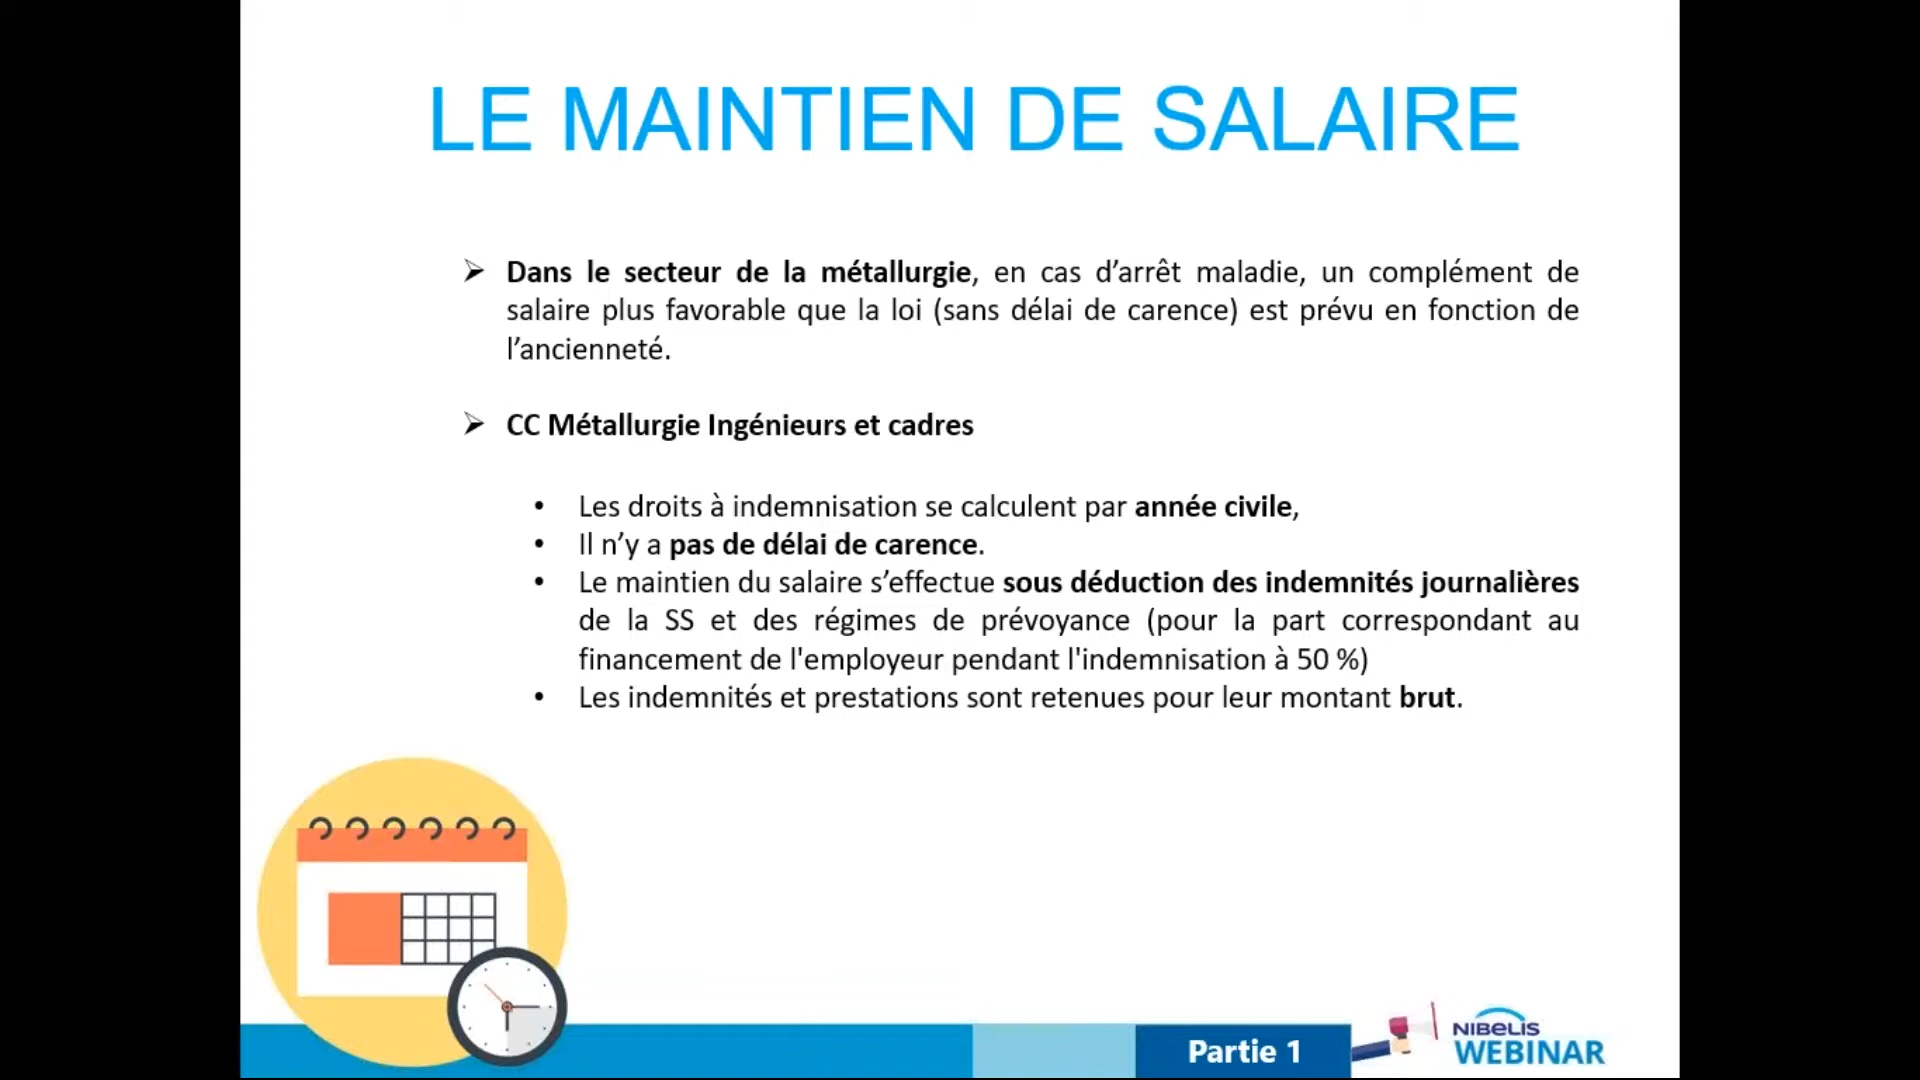 LE MAINTIEN DE SALAIRE
➢ Dans le secteur de la métallurgie, en cas d’arrêt maladie, un complément de
salaire plus favorable que la loi (sans délai de carence) est prévu en fonction de
l’ancienneté.
➢ CC Métallurgie Ingénieurs et cadres
• Les droits à indemnisation se calculent par année civile,
• Il n’y a pas de délai de carence.
• Le maintien du salaire s’effectue sous déduction des indemnités journalières
de la SS et des régimes de prévoyance (pour la part correspondant au
financement de l'employeur pendant l'indemnisation à 50 %)
• Les indemnités et prestations sont retenues pour leur montant brut.
Partie 1
NIBELIS
WEBINAR